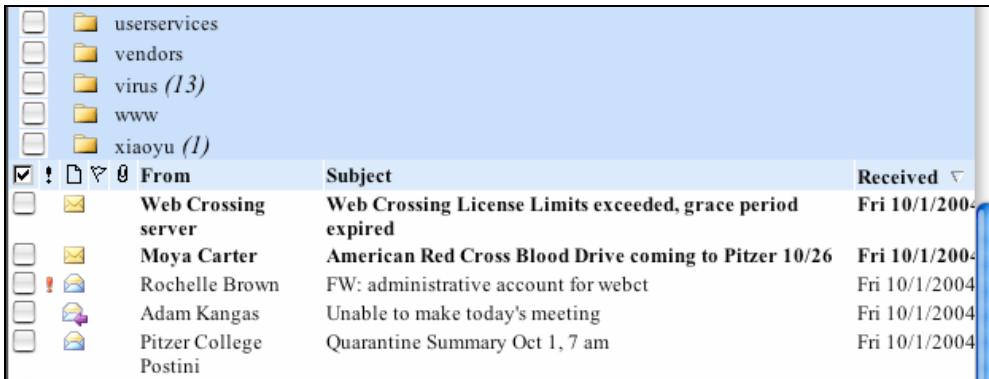 userservices
vendors
virus (13)
www
xiaoyu (1)
! From Subject Received
Web Crossing Web Crossing License Limits exceeded, grace period Fri 10/1/2004
server expired
Moya Carter American Red Cross Blood Drive coming to Pitzer 10/26 Fri 10/1/2004
! Rochelle Brown FW: administrative account for webct Fri 10/1/2004
Adam Kangas Unable to make today's meeting Fri 10/1/2004
Pitzer College Quarantine Summary Oct 1, 7 am Fri 10/1/2004
Postini